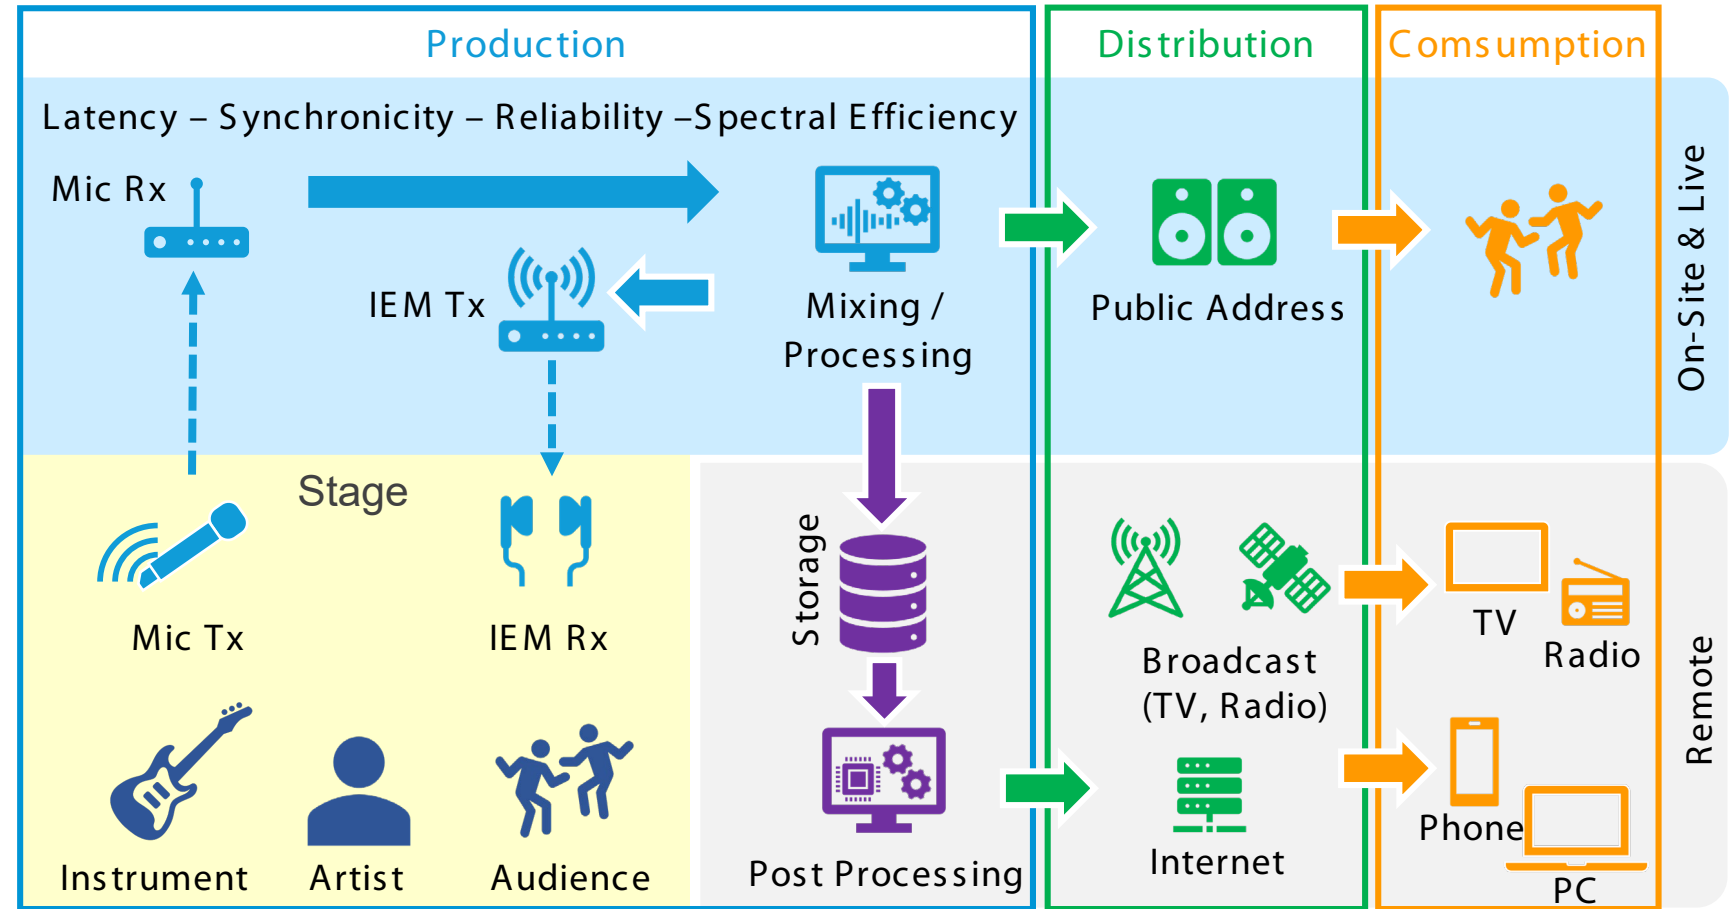 Production
Distribution
Comsumption
Latency – Synchronicity – Reliability –Spectral Efficiency
Mic Rx
IEM Tx
Mixing /
Processing
Public Address
On-Site & Live
Stage
Mic Tx
IEM Rx
Storage
Broadcast
(TV, Radio)
TV
Radio
Remote
Instrument
Artist
Audience
Post Processing
Internet
Phone
PC